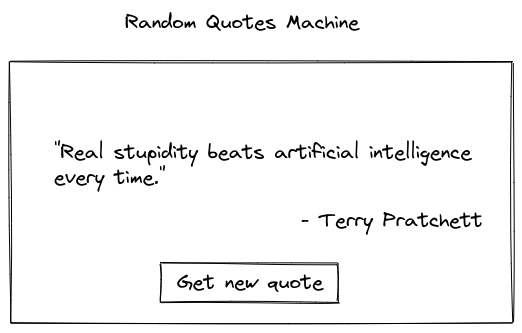 Random Quotes Machine
"Real stupidity beats artificial intelligence
every time."
- Terry Pratchett
Get new quote